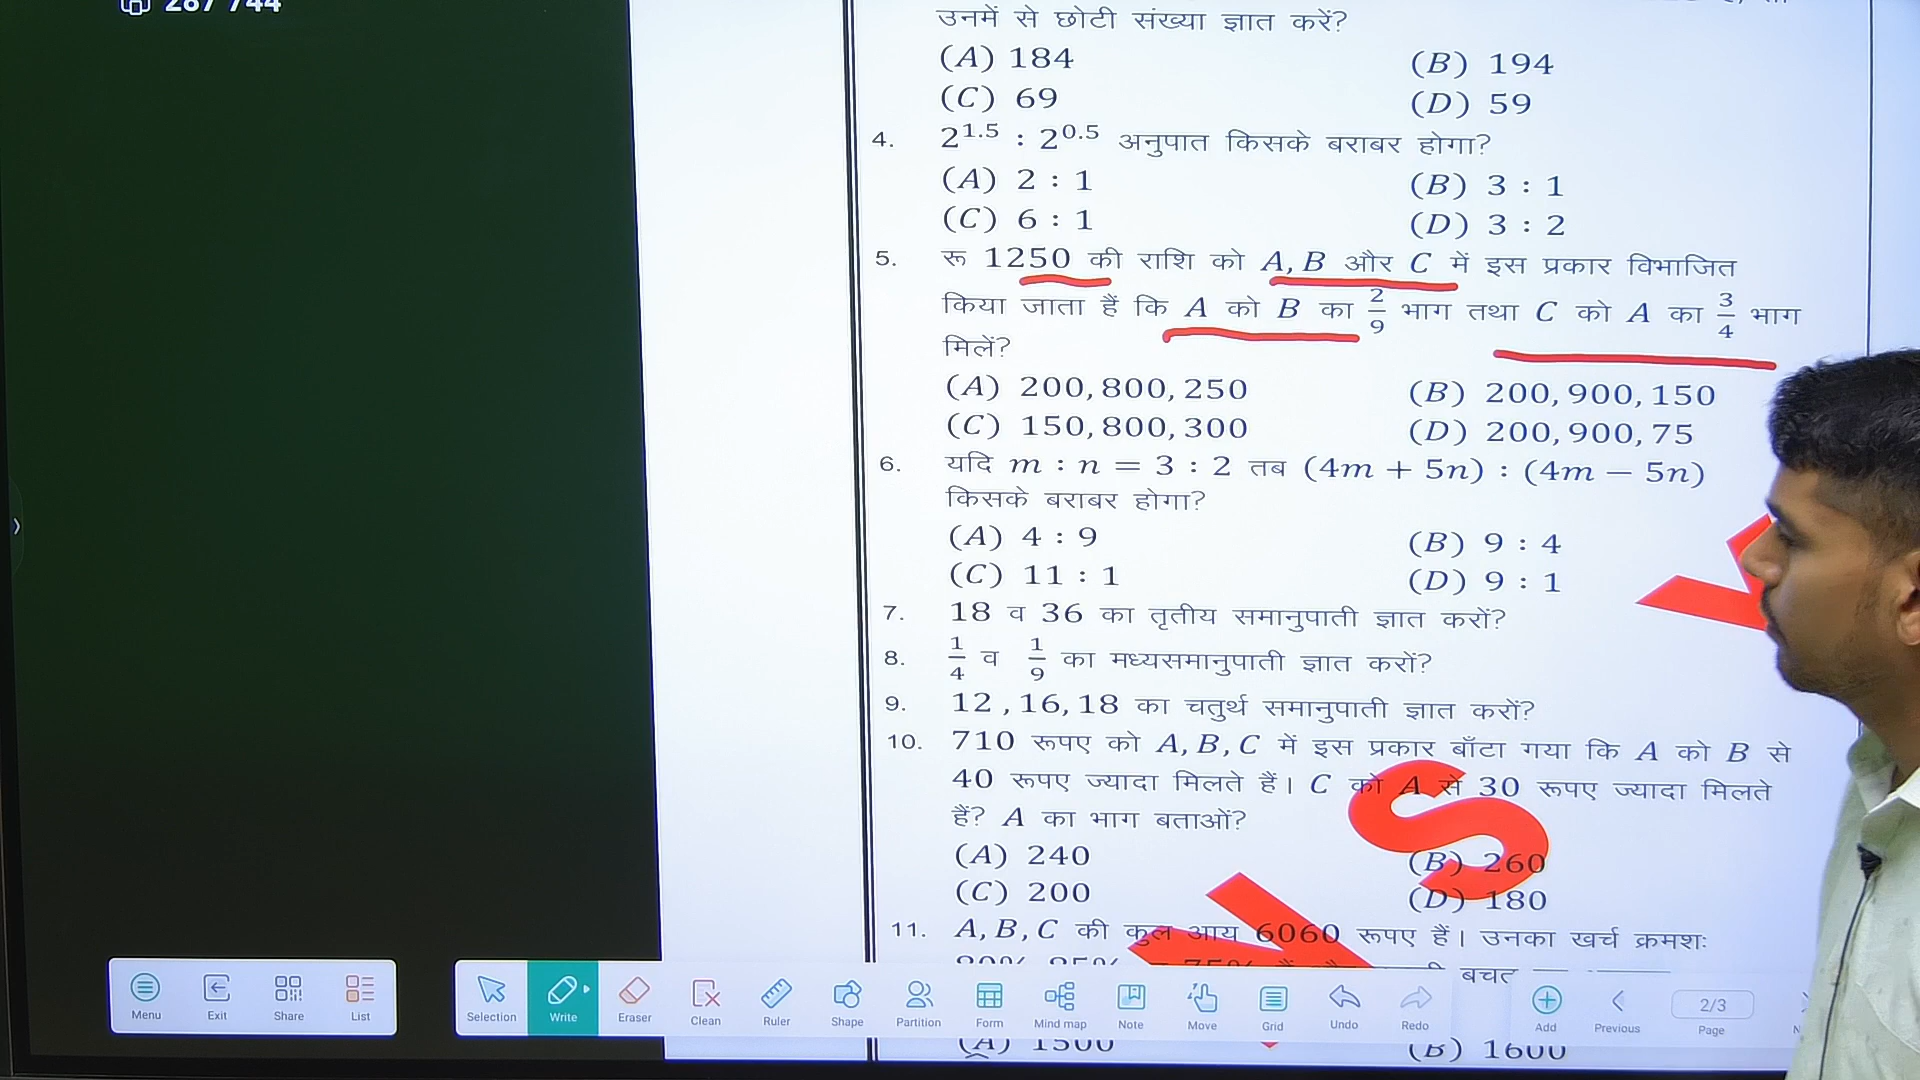 287 744
उनमें से छोटी संख्या ज्ञात करें?
(A) 184 (B) 194
(C) 69 (D) 59
4. 2^1.5 : 2^0.5 अनुपात किसके बराबर होगा?
(A) 2 : 1 (B) 3 : 1
(C) 6 : 1 (D) 3 : 2
5. रू 1250 की राशि को A, B और C में इस प्रकार विभाजित
किया जाता हैं कि A को B का 2/9 भाग तथा C को A का 3/4 भाग
मिलें?
(A) 200, 800, 250 (B) 200, 900, 150
(C) 150, 800, 300 (D) 200, 900, 75
6. यदि m : n = 3 : 2 तब (4m + 5n) : (4m − 5n)
किसके बराबर होगा?
(A) 4 : 9 (B) 9 : 4
(C) 11 : 1 (D) 9 : 1
7. 18 व 36 का तृतीय समानुपाती ज्ञात करों?
8. 1/4 व 1/9 का मध्यसमानुपाती ज्ञात करों?
9. 12 , 16, 18 का चतुर्थ समानुपाती ज्ञात करों?
10. 710 रूपए को A, B, C में इस प्रकार बाँटा गया कि A को B से
40 रूपए ज्यादा मिलते हैं। C को A से 30 रूपए ज्यादा मिलते
हैं? A का भाग बताओं?
(A) 240 (B) 260
(C) 200 (D) 180
11. A, B, C की कुल आय 6060 रूपए हैं। उनका खर्च क्रमशः
बचत
(A) 1500 (B) 1600
Menu Exit Share List Selection Write Eraser Clean Ruler Shape Partition Form Mind map Note Move Grid Undo Redo Add Previous 2/3 Page